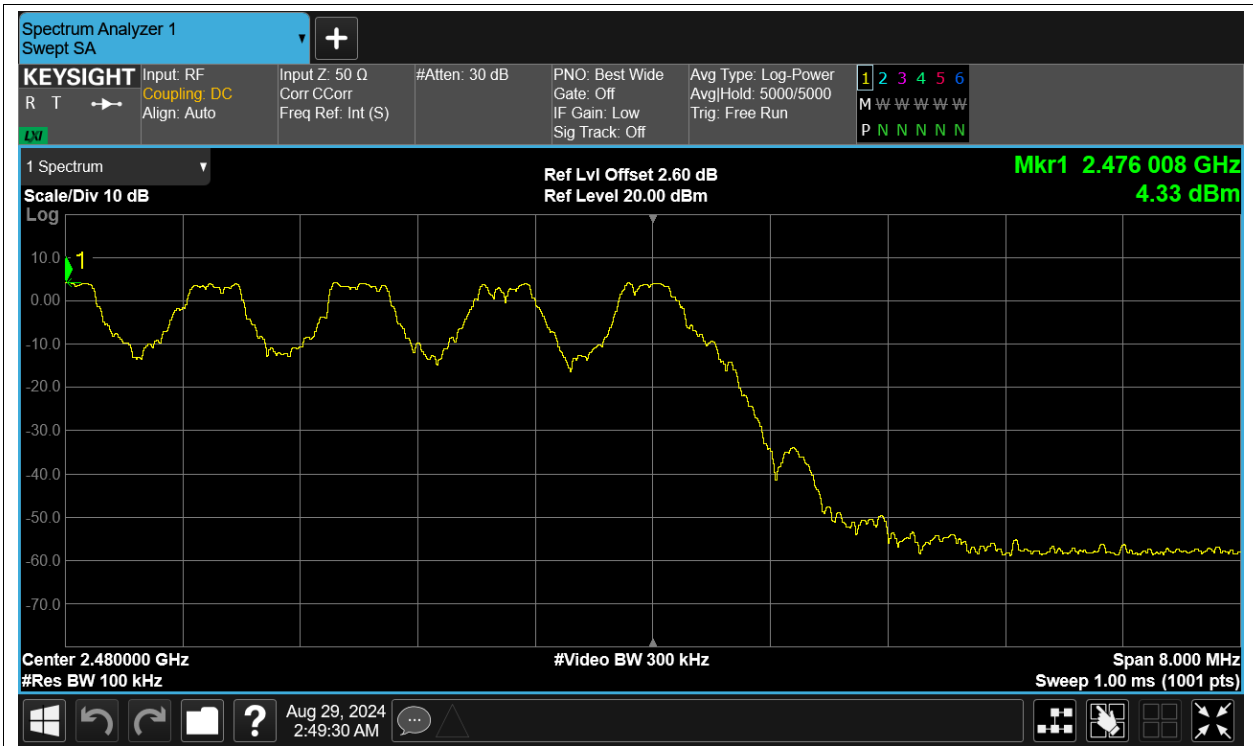 Spectrum Analyzer 1
Swept SA
KEYSIGHT
R T
LXI
Input: RF
Coupling: DC
Align: Auto
Input Z: 50 Ω
Corr CCorr
Freq Ref: Int (S)
#Atten: 30 dB
PNO: Best Wide
Gate: Off
IF Gain: Low
Sig Track: Off
Avg Type: Log-Power
Avg|Hold: 5000/5000
Trig: Free Run
1 2 3 4 5 6
M W W W W W
P N N N N N
1 Spectrum
Scale/Div 10 dB
Log
Ref Lvl Offset 2.60 dB
Ref Level 20.00 dBm
Mkr1 2.476 008 GHz
4.33 dBm
1
10.0
0.00
-10.0
-20.0
-30.0
-40.0
-50.0
-60.0
-70.0
Center 2.480000 GHz
#Res BW 100 kHz
#Video BW 300 kHz
Span 8.000 MHz
Sweep 1.00 ms (1001 pts)
?
Aug 29, 2024
2:49:30 AM